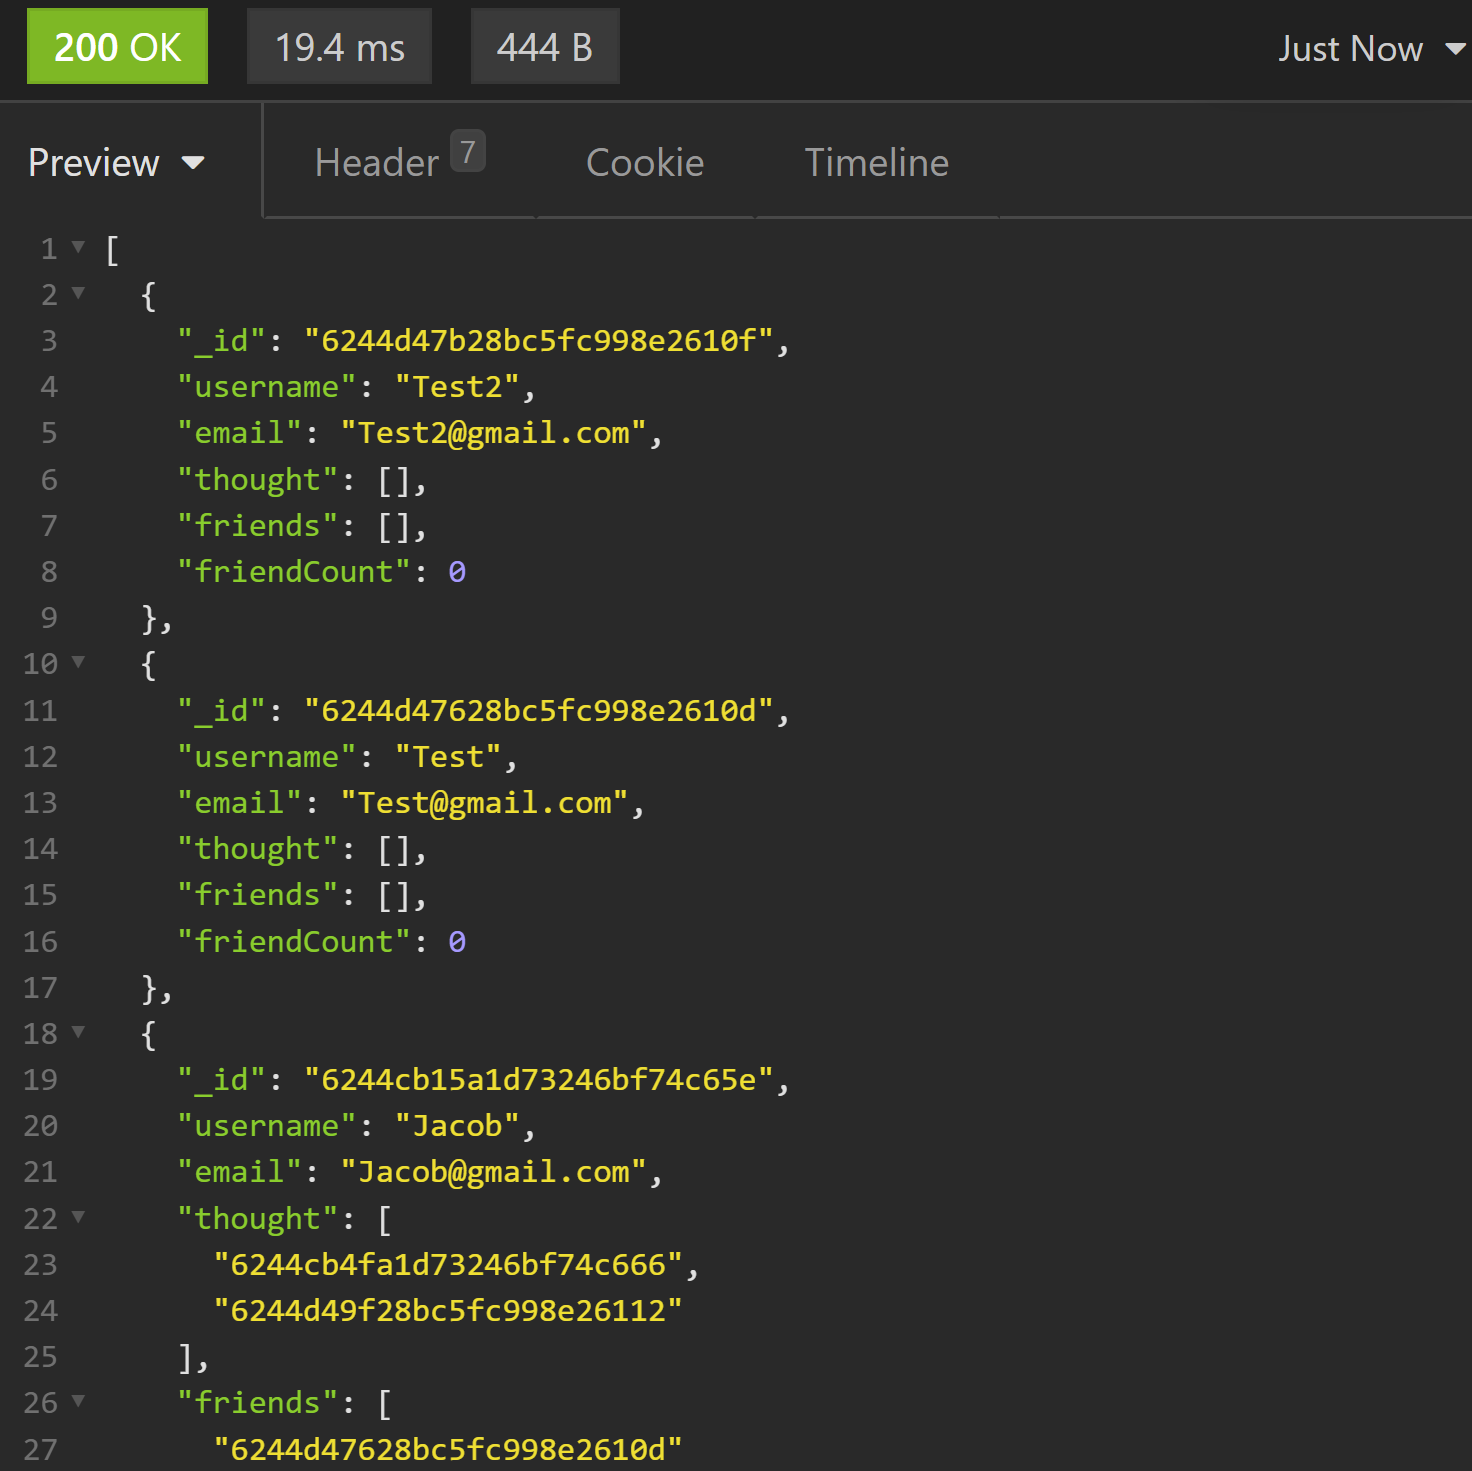 200 OK 19.4 ms 444 B Just Now
Preview Header 7 Cookie Timeline
1 [
2 {
3 "_id": "6244d47b28bc5fc998e2610f",
4 "username": "Test2",
5 "email": "Test2@gmail.com",
6 "thought": [],
7 "friends": [],
8 "friendCount": 0
9 },
10 {
11 "_id": "6244d47628bc5fc998e2610d",
12 "username": "Test",
13 "email": "Test@gmail.com",
14 "thought": [],
15 "friends": [],
16 "friendCount": 0
17 },
18 {
19 "_id": "6244cb15a1d73246bf74c65e",
20 "username": "Jacob",
21 "email": "Jacob@gmail.com",
22 "thought": [
23 "6244cb4fa1d73246bf74c666",
24 "6244d49f28bc5fc998e26112"
25 ],
26 "friends": [
27 "6244d47628bc5fc998e2610d"